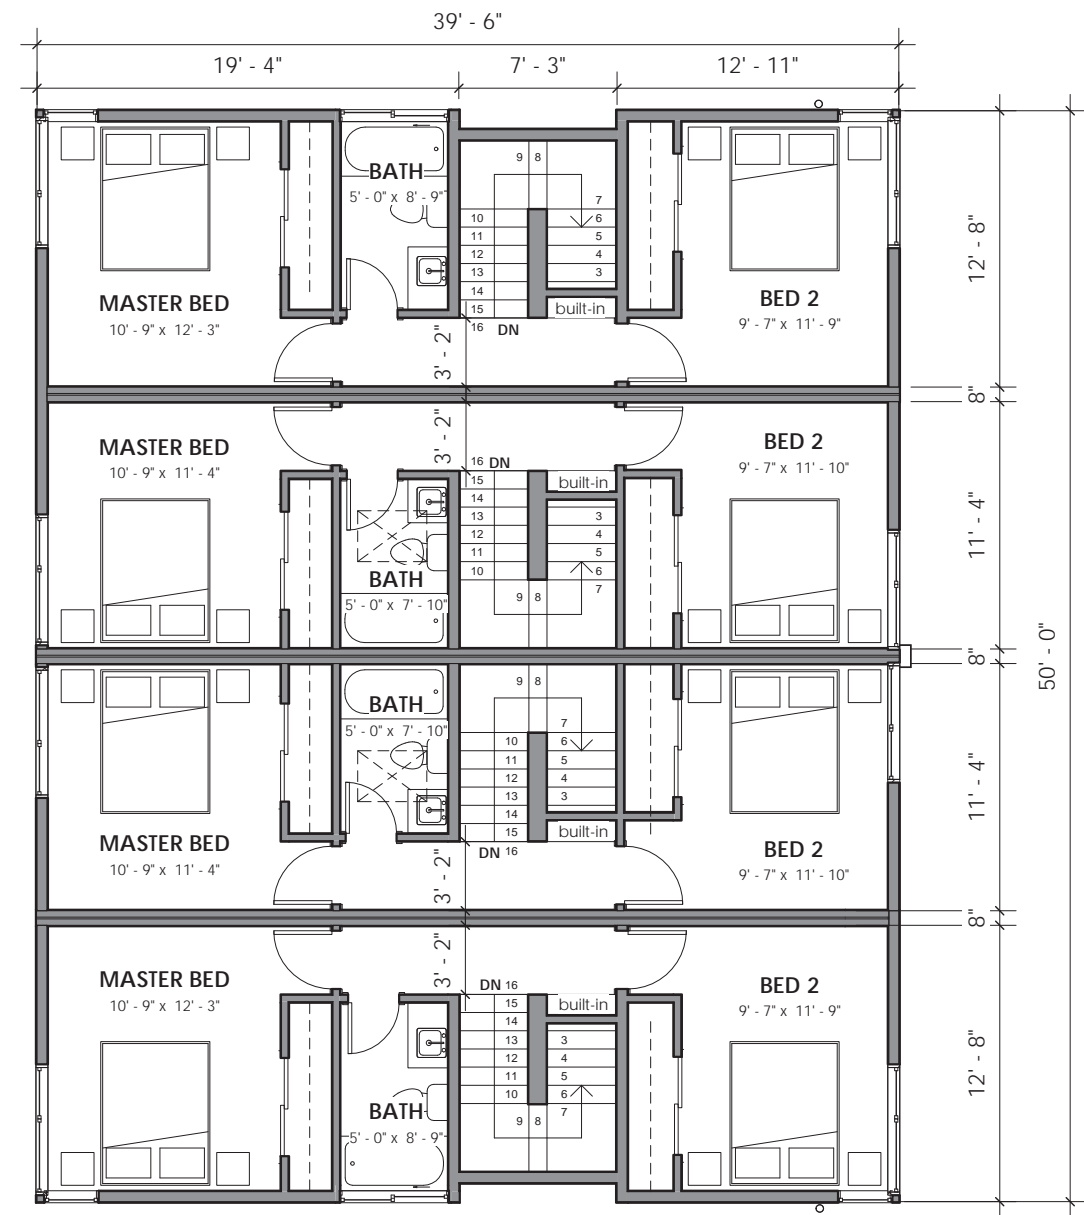 39' - 6"
19' - 4"
7' - 3"
12' - 11"
BATH
5' - 0" x 8' - 9"
9 8
7
10
6
11
5
12
4
13
3
14
15
built-in
16 DN
MASTER BED
10' - 9" x 12' - 3"
BED 2
9' - 7" x 11' - 9"
12' - 8"
3' - 2"
8"
3' - 2"
MASTER BED
10' - 9" x 11' - 4"
BED 2
9' - 7" x 11' - 10"
16 DN
15
built-in
14
13
3
12
4
11
5
10
6
7
9 8
BATH
5' - 0" x 7' - 10"
11' - 4"
8"
50' - 0"
BATH
5' - 0" x 7' - 10"
9 8
7
10
6
11
5
12
4
13
3
14
15
built-in
DN 16
MASTER BED
10' - 9" x 11' - 4"
BED 2
9' - 7" x 11' - 10"
11' - 4"
3' - 2"
8"
3' - 2"
MASTER BED
10' - 9" x 12' - 3"
BED 2
9' - 7" x 11' - 9"
DN 16
15
built-in
14
13
3
12
4
11
5
10
6
7
9 8
BATH
5' - 0" x 8' - 9"
12' - 8"